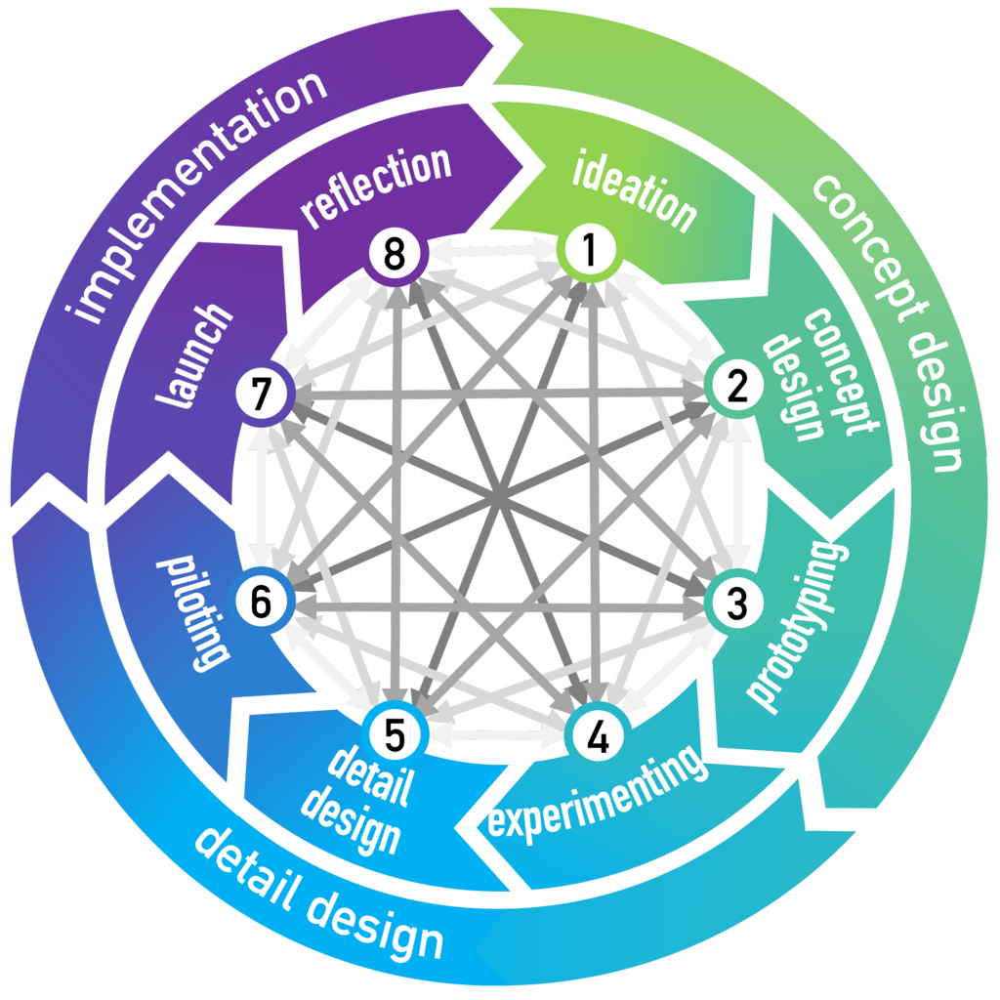 implementation
concept design
detail design
ideation
1
concept
design
2
prototyping
3
experimenting
4
detail
design
5
piloting
6
launch
7
reflection
8